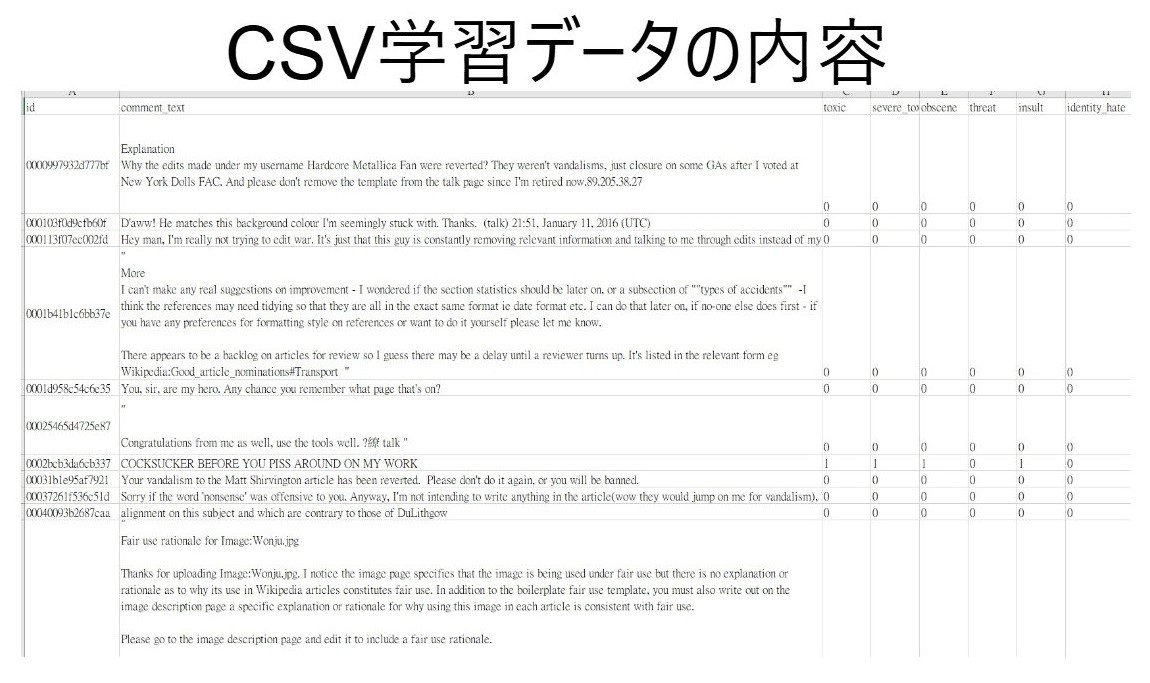 CSV学習データの内容
A B C D E F G H
id comment_text toxic severe_tox obscene threat insult identity_hate
Explanation
0000997932d777bf Why the edits made under my username Hardcore Metallica Fan were reverted? They weren't vandalisms, just closure on some GAs after I voted at
New York Dolls FAC. And please don't remove the template from the talk page since I'm retired now.89.205.38.27
0 0 0 0 0 0
000103f0d9cfb60f D'aww! He matches this background colour I'm seemingly stuck with. Thanks. (talk) 21:51, January 11, 2016 (UTC) 0 0 0 0 0 0
000113f07ec002fd Hey man, I'm really not trying to edit war. It's just that this guy is constantly removing relevant information and talking to me through edits instead of my 0 0 0 0 0 0
"
More
I can't make any real suggestions on improvement - I wondered if the section statistics should be later on, or a subsection of ""types of accidents"" -I
0001b41b1c6bb37e think the references may need tidying so that they are all in the exact same format ie date format etc. I can do that later on, if no-one else does first - if
you have any preferences for formatting style on references or want to do it yourself please let me know.
There appears to be a backlog on articles for review so I guess there may be a delay until a reviewer turns up. It's listed in the relevant form eg
Wikipedia:Good_article_nominations#Transport "
0 0 0 0 0 0
0001d958c54c6e35 You, sir, are my hero. Any chance you remember what page that's on? 0 0 0 0 0 0
"
00025465d4725e87
Congratulations from me as well, use the tools well. ?繚 talk " 0 0 0 0 0 0
0002bcb3da6cb337 COCKSUCKER BEFORE YOU PISS AROUND ON MY WORK 1 1 1 0 1 0
00031b1e95af7921 Your vandalism to the Matt Shirvington article has been reverted. Please don't do it again, or you will be banned. 0 0 0 0 0 0
00037261f536c51d Sorry if the word 'nonsense' was offensive to you. Anyway, I'm not intending to write anything in the article(wow they would jump on me for vandalism), 0 0 0 0 0 0
00040093b2687caa alignment on this subject and which are contrary to those of DuLithgow 0 0 0 0 0 0
"
Fair use rationale for Image:Wonju.jpg
Thanks for uploading Image:Wonju.jpg. I notice the image page specifies that the image is being used under fair use but there is no explanation or
rationale as to why its use in Wikipedia articles constitutes fair use. In addition to the boilerplate fair use template, you must also write out on the
image description page a specific explanation or rationale for why using this image in each article is consistent with fair use.
Please go to the image description page and edit it to include a fair use rationale.